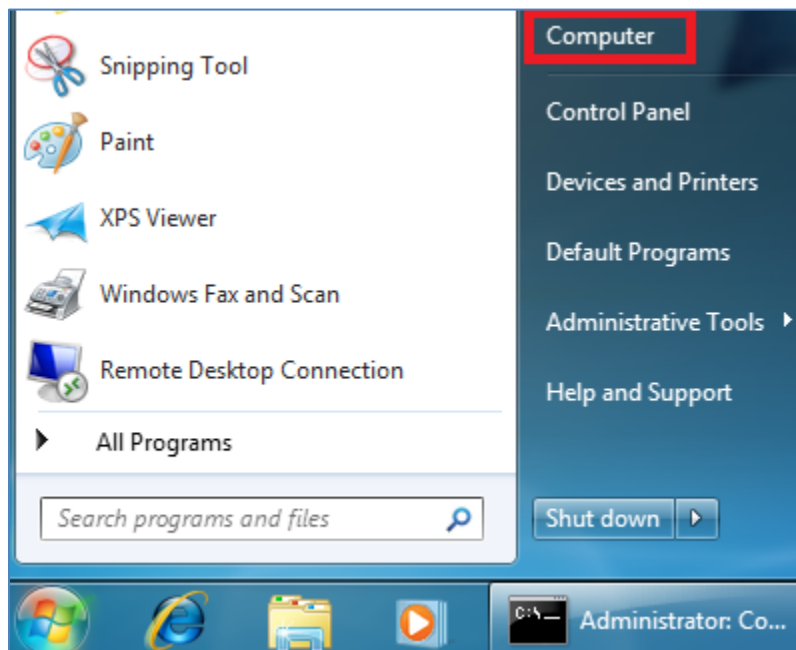 Snipping Tool
Paint
XPS Viewer
Windows Fax and Scan
Remote Desktop Connection
All Programs
Search programs and files
Computer
Control Panel
Devices and Printers
Default Programs
Administrative Tools
Help and Support
Shut down
C:\_
Administrator: Co...